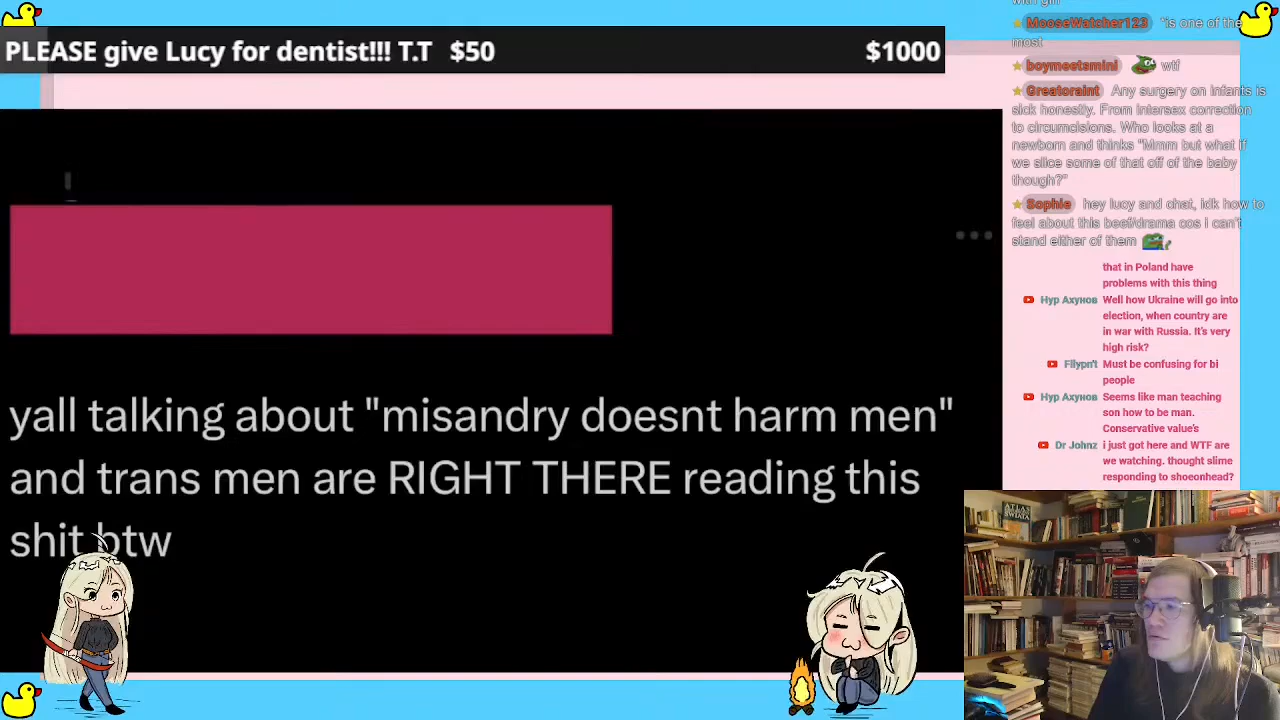 PLEASE give Lucy for dentist!!! T.T $50 $1000
yall talking about "misandry doesnt harm men"
and trans men are RIGHT THERE reading this
shit btw
MooseWatcher123 "is one of the
most
boymeetsmini wtf
Greatoraint Any surgery on infants is
sick honestly. From intersex correction
to circumcisions. Who looks at a
newborn and thinks "Mmm but what if
we slice some of that off of the baby
though?"
Sophie hey lucy and chat, idk how to
feel about this beef/drama cos I can't
stand either of them
that in Poland have
problems with this thing
Нур Ахунов Well how Ukraine will go into
election, when country are
in war with Russia. It's very
high risk?
Fliypn't Must be confusing for bi
people
Нур Ахунов Seems like man teaching
son how to be man.
Conservative value's
Dr Johnz i just got here and WTF are
we watching. thought slime
responding to shoeonhead?
ATLAS